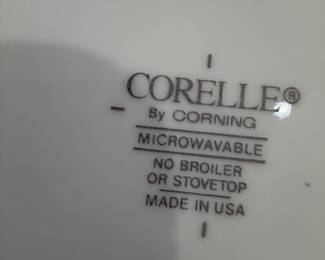 CORELLE®
By CORNING
MICROWAVABLE
NO BROILER
OR STOVETOP
MADE IN USA